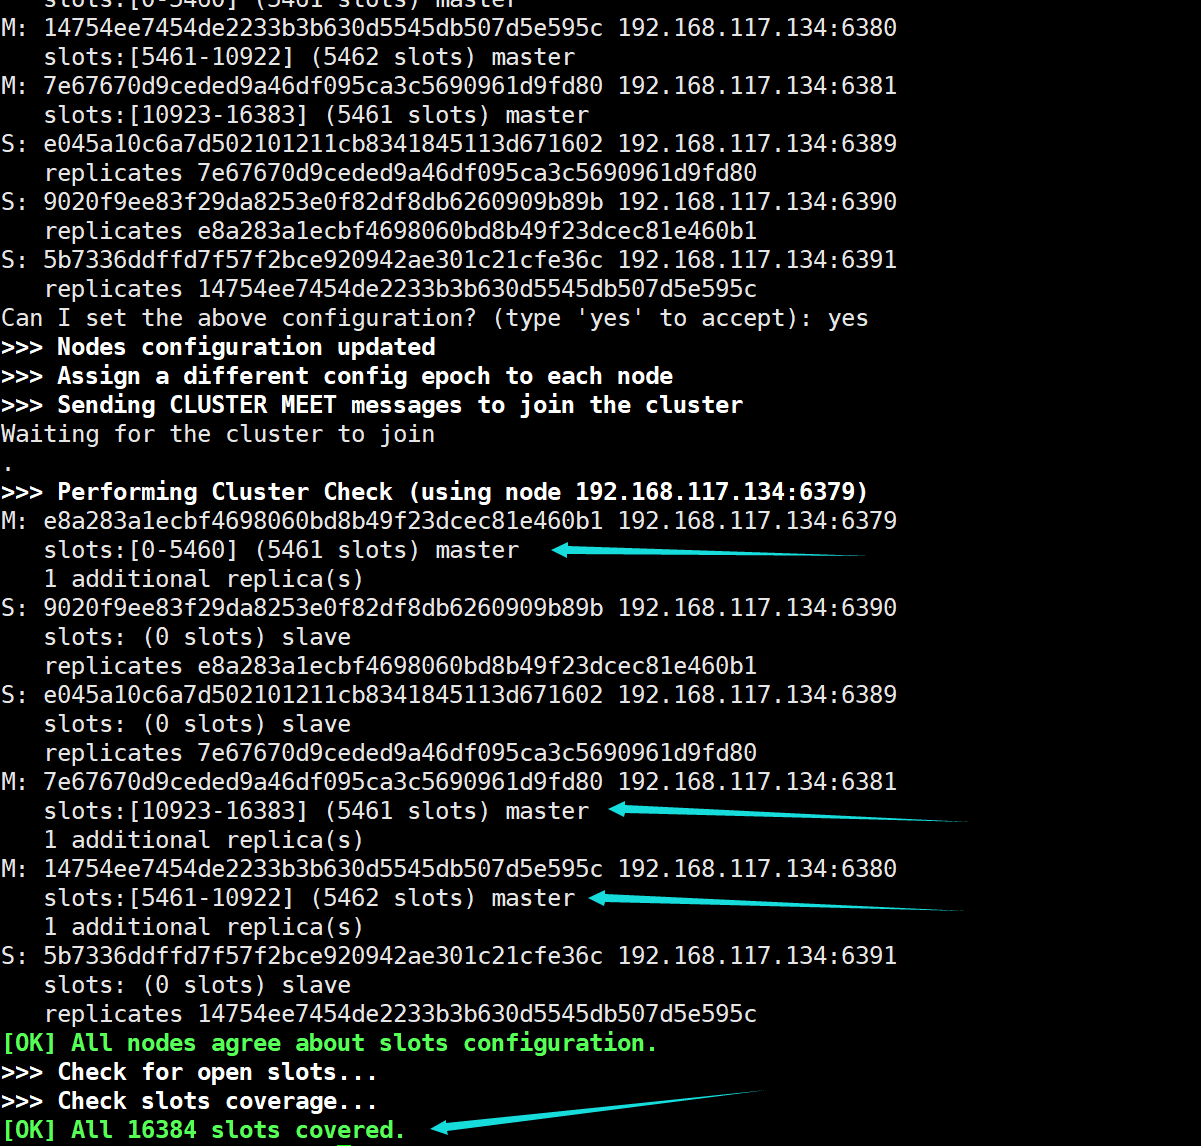 slots:[0-5460] (5461 slots) master
M: 14754ee7454de2233b3b630d5545db507d5e595c 192.168.117.134:6380
slots:[5461-10922] (5462 slots) master
M: 7e67670d9ceded9a46df095ca3c5690961d9fd80 192.168.117.134:6381
slots:[10923-16383] (5461 slots) master
S: e045a10c6a7d502101211cb8341845113d671602 192.168.117.134:6389
replicates 7e67670d9ceded9a46df095ca3c5690961d9fd80
S: 9020f9ee83f29da8253e0f82df8db6260909b89b 192.168.117.134:6390
replicates e8a283a1ecbf4698060bd8b49f23dcec81e460b1
S: 5b7336ddffd7f57f2bce920942ae301c21cfe36c 192.168.117.134:6391
replicates 14754ee7454de2233b3b630d5545db507d5e595c
Can I set the above configuration? (type 'yes' to accept): yes
>>> Nodes configuration updated
>>> Assign a different config epoch to each node
>>> Sending CLUSTER MEET messages to join the cluster
Waiting for the cluster to join
.
>>> Performing Cluster Check (using node 192.168.117.134:6379)
M: e8a283a1ecbf4698060bd8b49f23dcec81e460b1 192.168.117.134:6379
slots:[0-5460] (5461 slots) master
1 additional replica(s)
S: 9020f9ee83f29da8253e0f82df8db6260909b89b 192.168.117.134:6390
slots: (0 slots) slave
replicates e8a283a1ecbf4698060bd8b49f23dcec81e460b1
S: e045a10c6a7d502101211cb8341845113d671602 192.168.117.134:6389
slots: (0 slots) slave
replicates 7e67670d9ceded9a46df095ca3c5690961d9fd80
M: 7e67670d9ceded9a46df095ca3c5690961d9fd80 192.168.117.134:6381
slots:[10923-16383] (5461 slots) master
1 additional replica(s)
M: 14754ee7454de2233b3b630d5545db507d5e595c 192.168.117.134:6380
slots:[5461-10922] (5462 slots) master
1 additional replica(s)
S: 5b7336ddffd7f57f2bce920942ae301c21cfe36c 192.168.117.134:6391
slots: (0 slots) slave
replicates 14754ee7454de2233b3b630d5545db507d5e595c
[OK] All nodes agree about slots configuration.
>>> Check for open slots...
>>> Check slots coverage...
[OK] All 16384 slots covered.